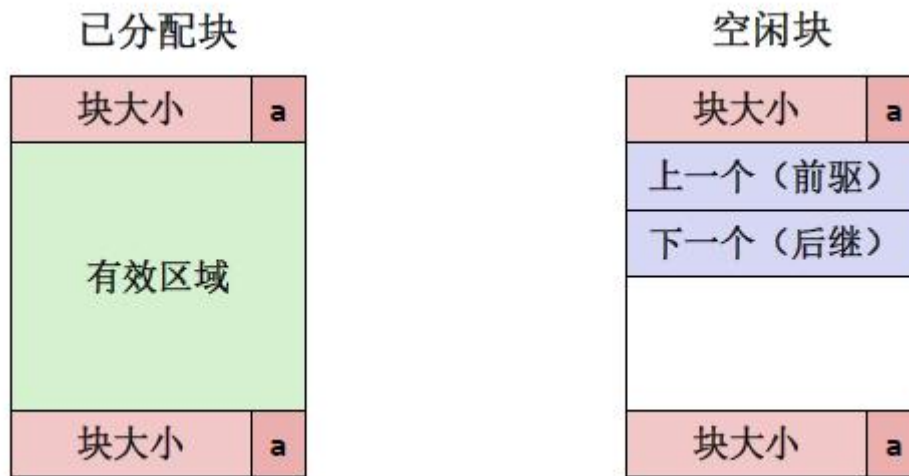 已分配块
块大小 a
有效区域
块大小 a
空闲块
块大小 a
上一个（前驱）
下一个（后继）
块大小 a